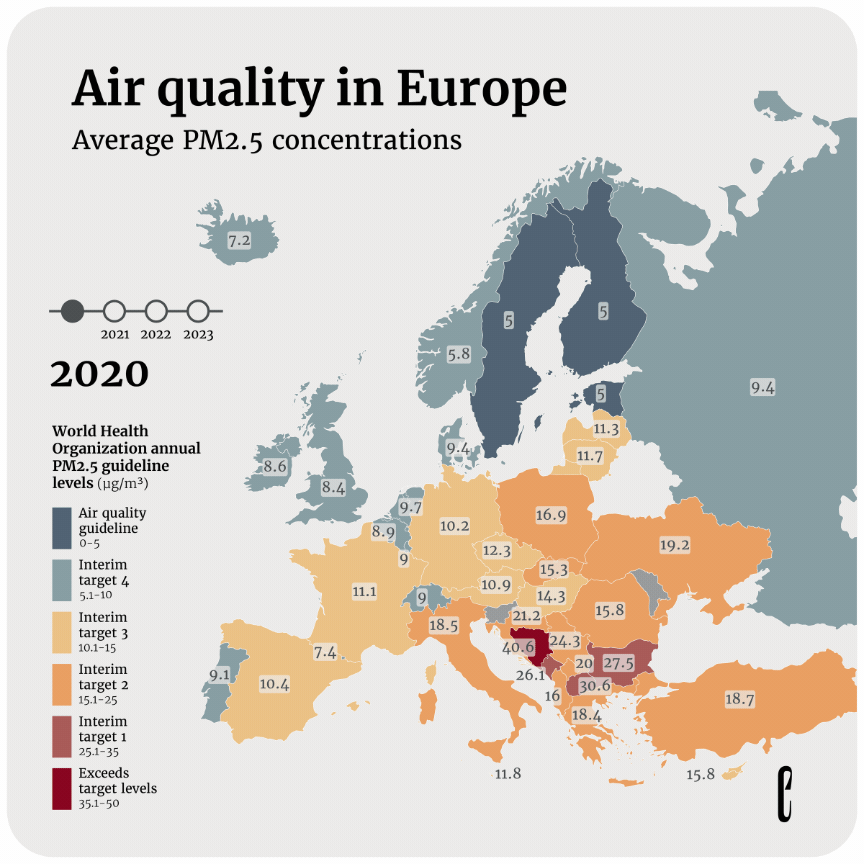 Air quality in Europe
Average PM2.5 concentrations
7.2
2021 2022 2023
2020
World Health
Organization annual
PM2.5 guideline
levels (µg/m³)
Air quality
guideline
0-5
Interim
target 4
5.1-10
Interim
target 3
10.1-15
Interim
target 2
15.1-25
Interim
target 1
25.1-35
Exceeds
target levels
35.1-50
5
5
5.8
9.4
5
11.3
9.4
11.7
8.6
8.4
9.7
10.2
16.9
8.9
19.2
9
12.3
15.3
11.1
10.9
14.3
9
15.8
18.5
21.2
24.3
40.6
7.4
20
27.5
9.1
10.4
26.1
30.6
16
18.7
18.4
11.8
15.8